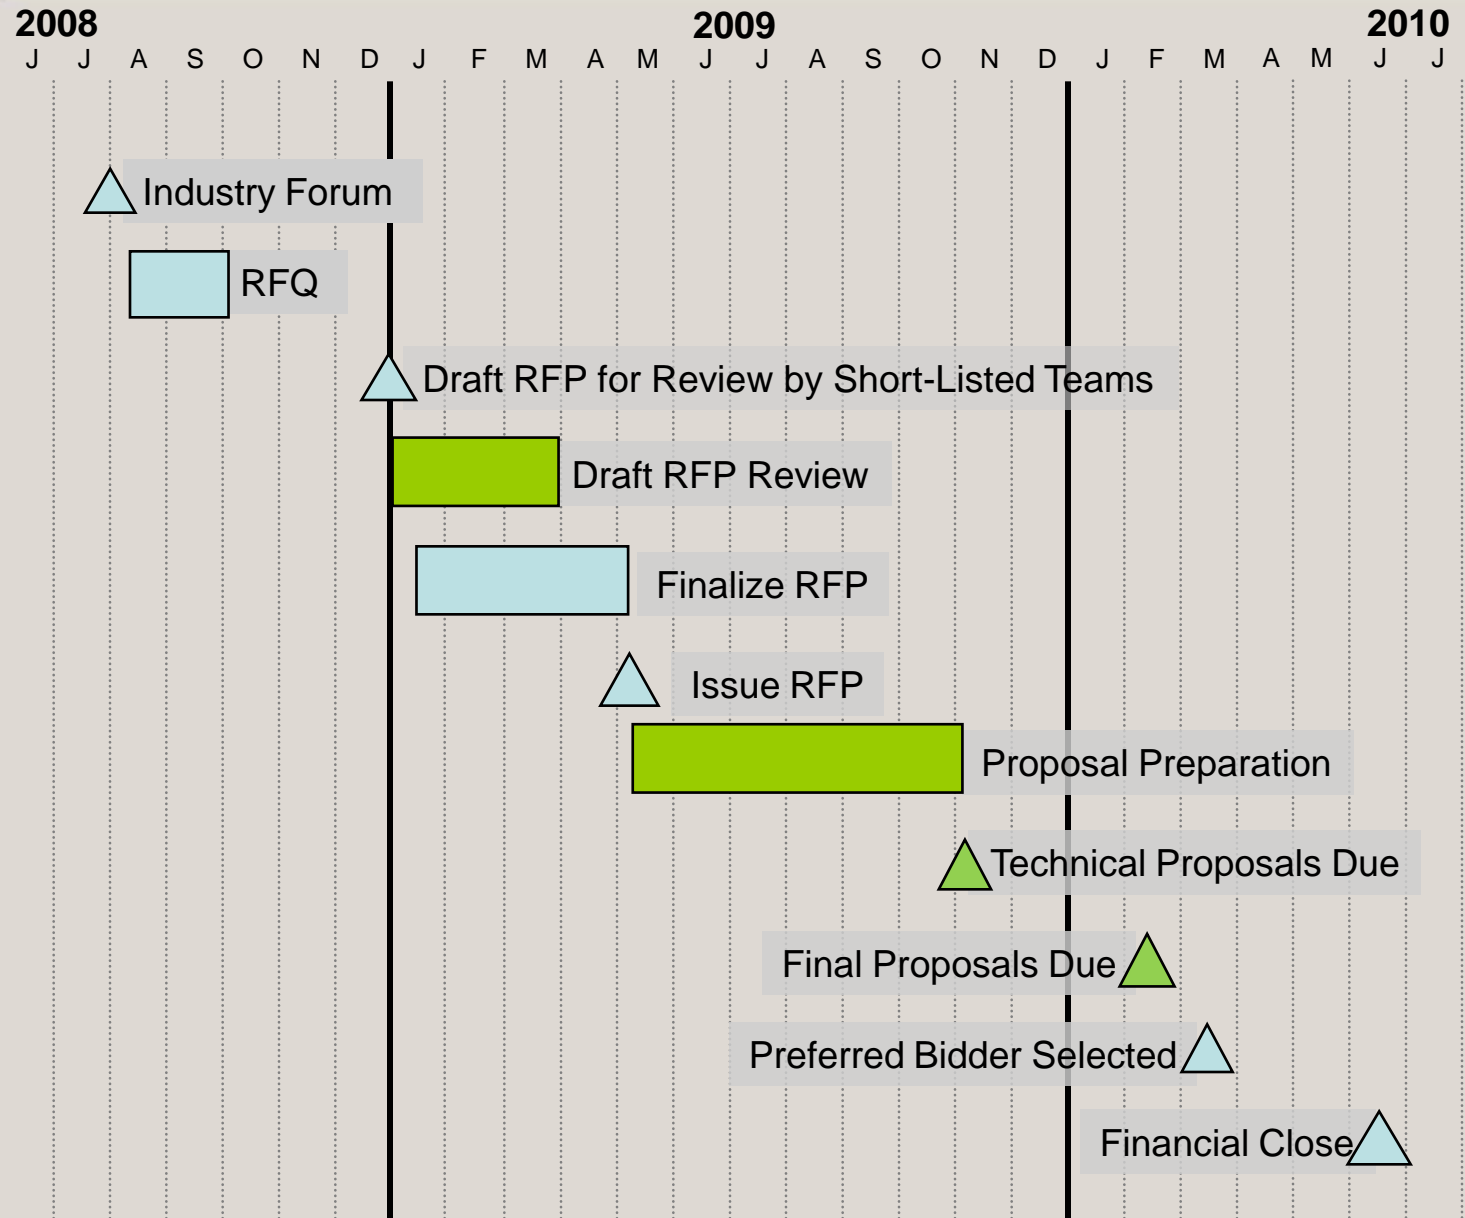 2008 2009 2010
J J A S O N D J F M A M J J A S O N D J F M A M J J
Industry Forum
RFQ
Draft RFP for Review by Short-Listed Teams
Draft RFP Review
Finalize RFP
Issue RFP
Proposal Preparation
Technical Proposals Due
Final Proposals Due
Preferred Bidder Selected
Financial Close